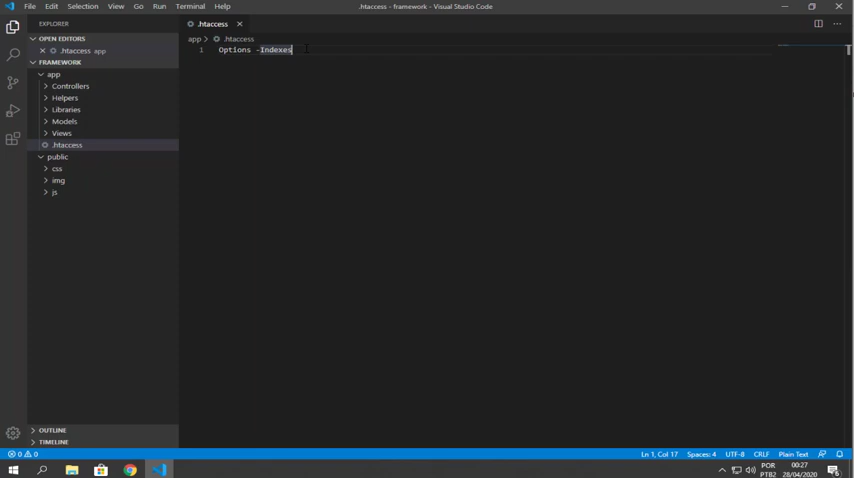 File Edit Selection View Go Run Terminal Help
.htaccess - framework - Visual Studio Code
EXPLORER
OPEN EDITORS
.htaccess app
FRAMEWORK
app
Controllers
Helpers
Libraries
Models
Views
.htaccess
public
css
img
js
OUTLINE
TIMELINE
.htaccess
app > .htaccess
1 Options -Indexes
0 0
Ln 1, Col 17 Spaces: 4 UTF-8 CRLF Plain Text
POR
PTB2
00:27
28/04/2020